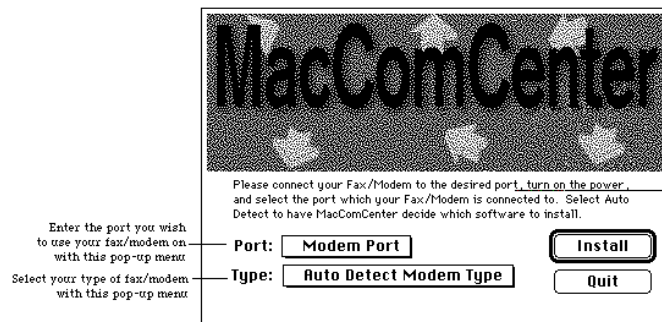 MacComCenter
Please connect your Fax/Modem to the desired port, turn on the power,
and select the port which your Fax/Modem is connected to. Select Auto
Detect to have MacComCenter decide which software to install.
Enter the port you wish
to use your fax/modem on
with this pop-up menu
Port: Modem Port
Install
Select your type of fax/modem
with this pop-up menu
Type: Auto Detect Modem Type
Quit